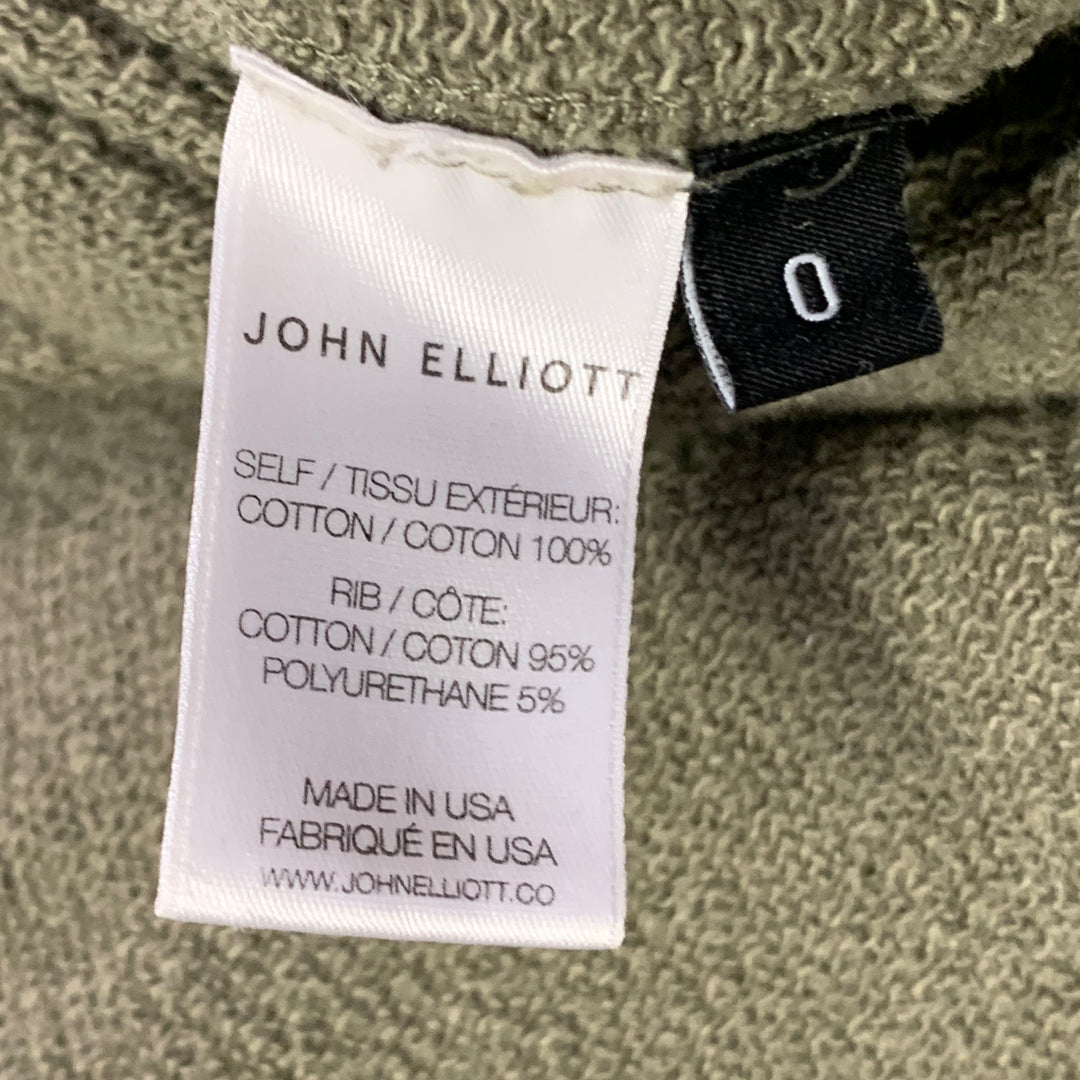 JOHN ELLIOTT
0
SELF / TISSU EXTÉRIEUR:
COTTON / COTON 100%
RIB / CÔTE:
COTTON / COTON 95%
POLYURETHANE 5%
MADE IN USA
FABRIQUÉ EN USA
WWW.JOHNELLIOTT.CO